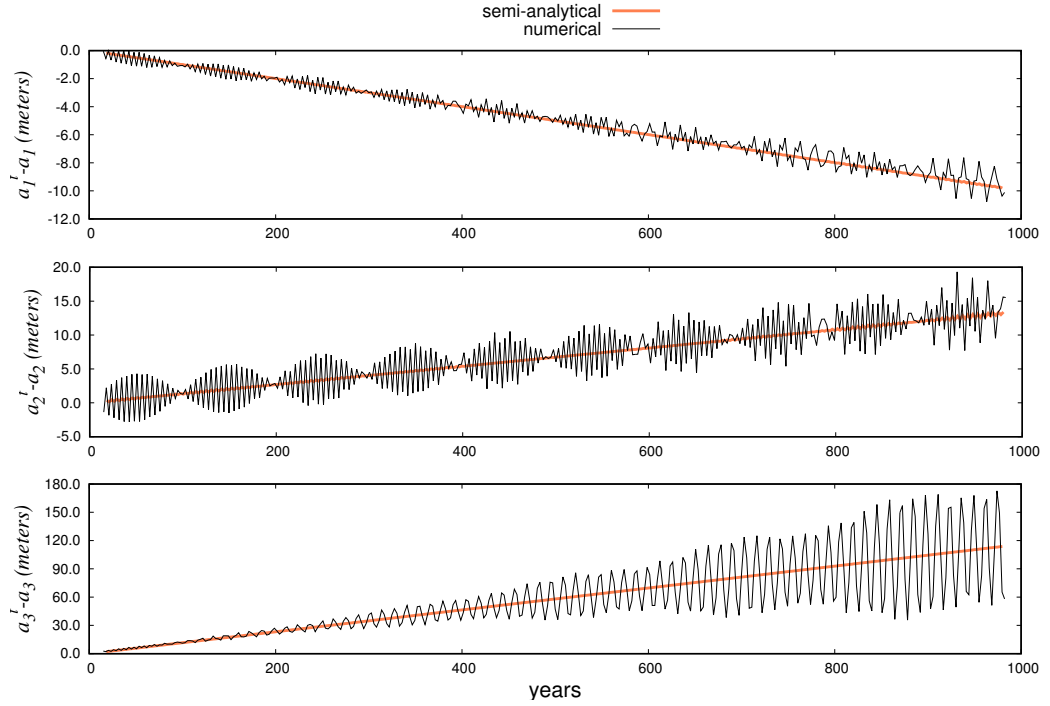 semi-analytical
numerical
a₁ᵗ-a₁ (meters)
0.0
-2.0
-4.0
-6.0
-8.0
-10.0
-12.0
0 200 400 600 800 1000
a₂ᵗ-a₂ (meters)
20.0
15.0
10.0
5.0
0.0
-5.0
0 200 400 600 800 1000
a₃ᵗ-a₃ (meters)
180.0
150.0
120.0
90.0
60.0
30.0
0.0
0 200 400 600 800 1000
years